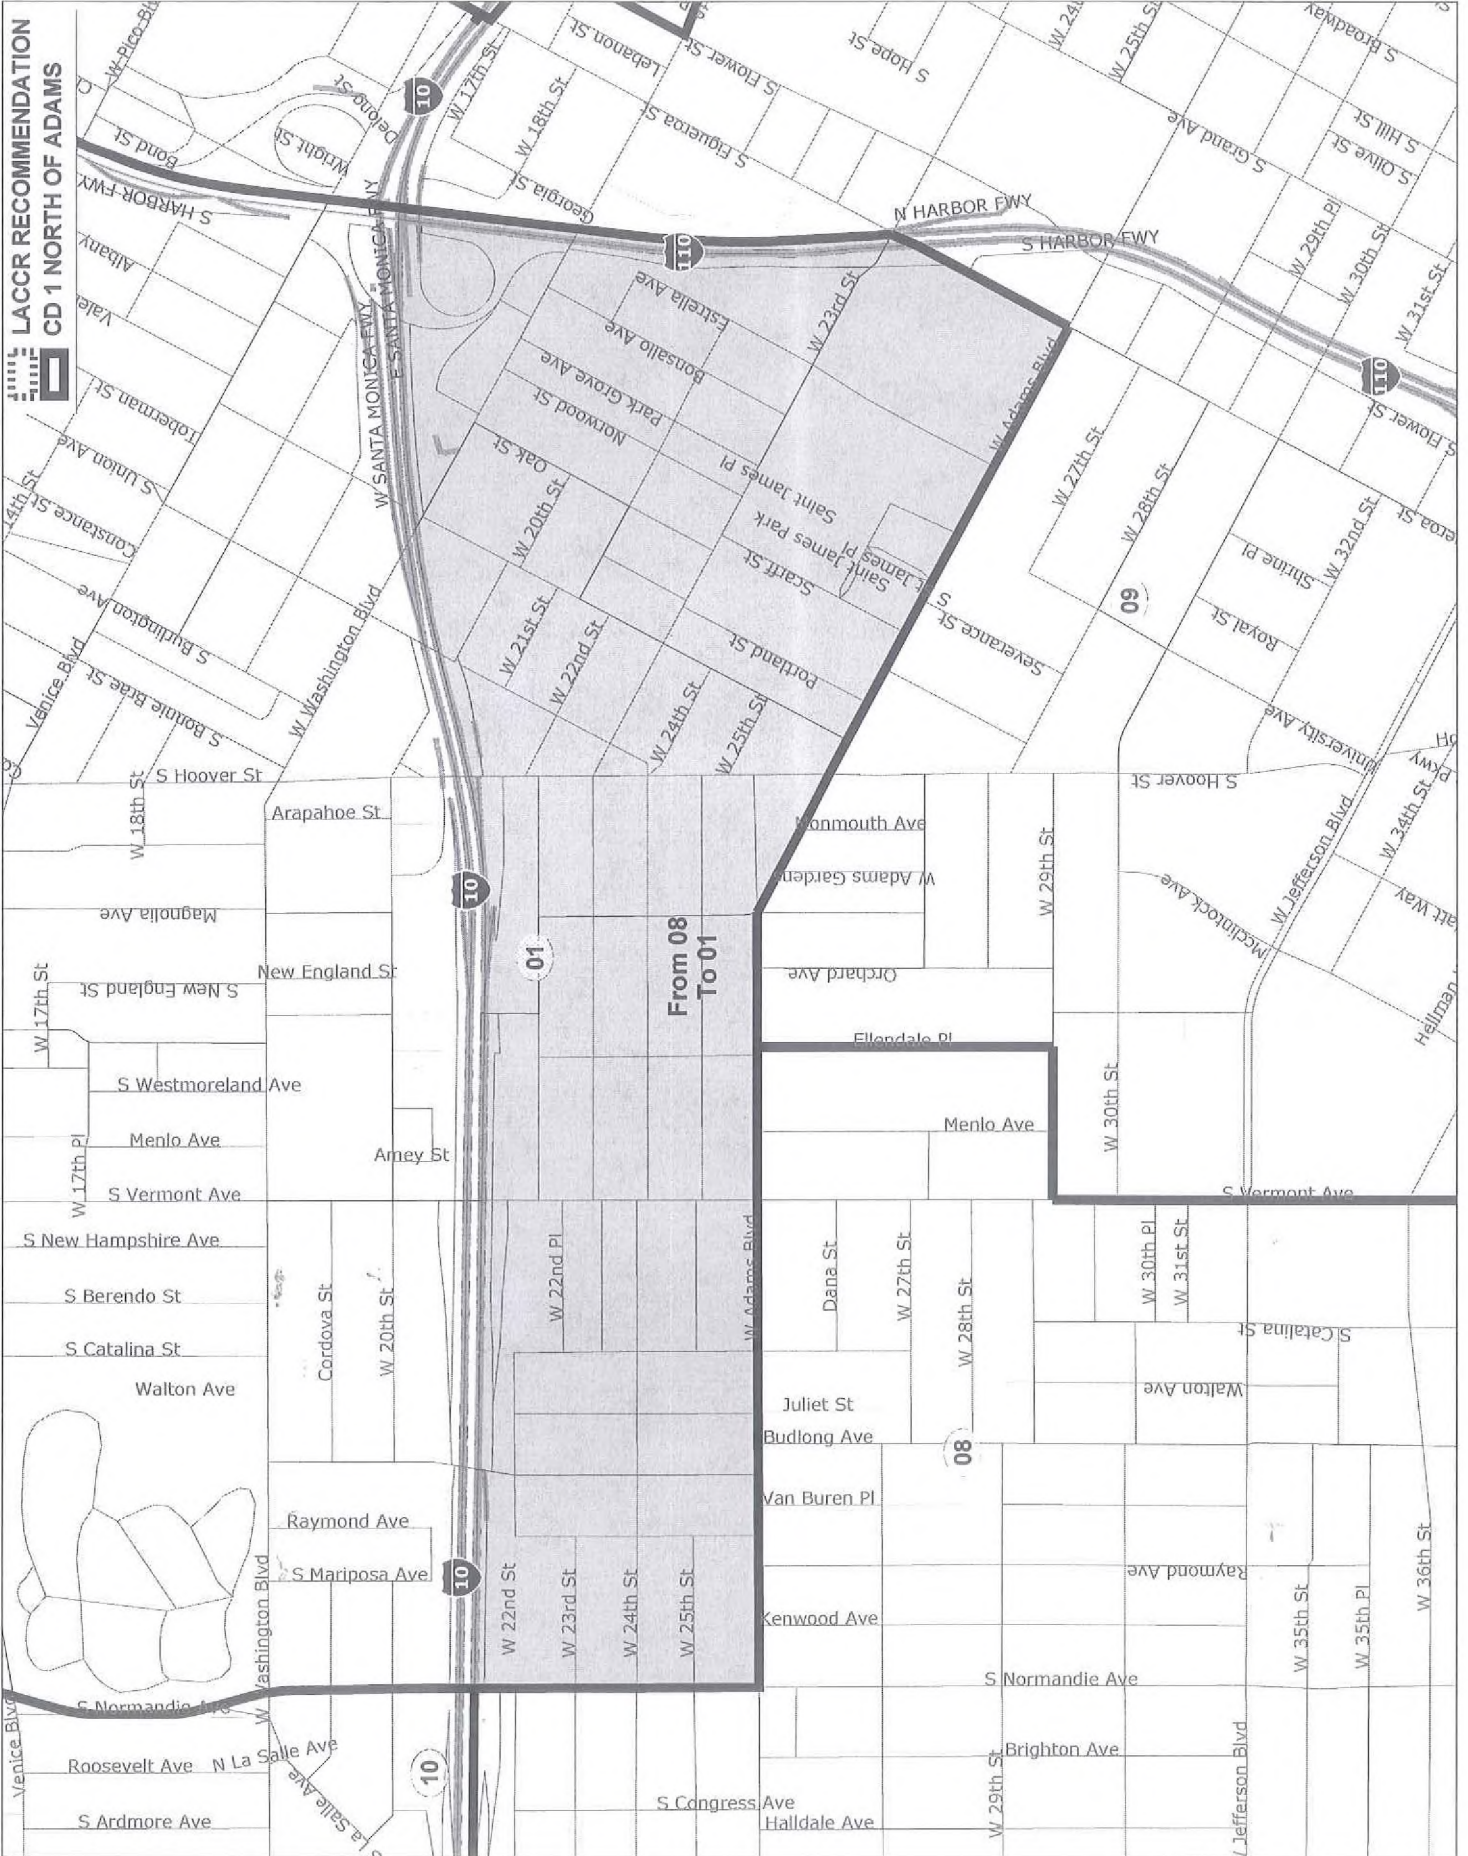 LACCR RECOMMENDATION
CD 1 NORTH OF ADAMS
W Pico Bl
Bond St
S HARBOR FWY
Albany
Valen
Toberman St
S Union Ave
14th St
Constance St
S Burlington Ave
Venice Blvd
S Bonnie Brae St
W Washington Blvd
Wright St
Delong St
10
W 17th St
W 18th St
Lebanon St
S Flower St
S Figueroa St
Georgia St
S Hope St
W 24th
W 25th St
S Broadway
S Grand Ave
S Hill St
S Olive St
N HARBOR FWY
S HARBOR FWY
W 29th Pl
W 30th St
W 31st St
110
110
S Flower St
W SANTA MONICA FWY
E SANTA MONICA FWY
Estrella Ave
Bonsallo Ave
Park Grove Ave
Norwood St
Oak St
W 20th St
W 23rd St
Saint James Pl
Saint James Park
Saint James Pl
Scarff St
Portland St
W 21st St
W 22nd St
W 24th St
W 25th St
W Adams Blvd
W 27th St
W 28th St
S Severance St
09
Shrine Pl
W 32nd St
Royal St
University Ave
S Hoover St
W 18th St
Arapahoe St
Magnolia Ave
W 17th St
S New England St
New England St
S Westmoreland Ave
Menlo Ave
W 17th Pl
Amey St
S Vermont Ave
10
01
From 08
To 01
Monmouth Ave
W Adams Gardens
Orchard Ave
Ellendale Pl
Menlo Ave
W 29th St
W 30th St
S Hoover St
Mcclintock Ave
W Jefferson Blvd
W 34th St
Pkwy
Hellman
S Vermont Ave
S New Hampshire Ave
S Berendo St
S Catalina St
Walton Ave
Cordova St
W 20th St
W 22nd Pl
W Adams Blvd
Dana St
W 27th St
W 28th St
W 30th Pl
W 31st St
S Catalina St
Walton Ave
Juliet St
Budlong Ave
08
Van Buren Pl
Raymond Ave
S Mariposa Ave
10
W Washington Blvd
W 22nd St
W 23rd St
W 24th St
W 25th St
Kenwood Ave
Raymond Ave
W 35th St
W 35th Pl
W 36th St
S Normandie Ave
S Normandie Ave
Venice Blvd
Roosevelt Ave
N La Salle Ave
S La Salle Ave
10
S Ardmore Ave
S Congress Ave
Halldale Ave
W 29th St
Brighton Ave
Jefferson Blvd